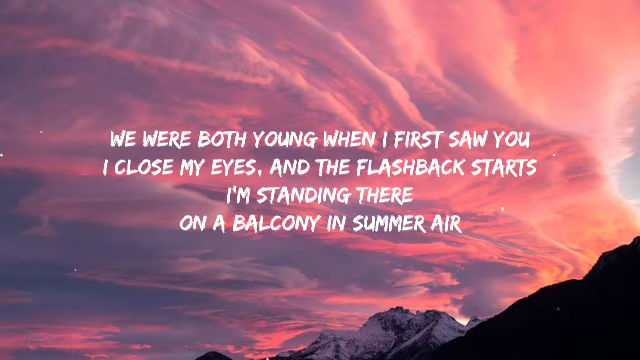 WE WERE BOTH YOUNG WHEN I FIRST SAW YOU
I CLOSE MY EYES, AND THE FLASHBACK STARTS
I'M STANDING THERE
ON A BALCONY IN SUMMER AIR